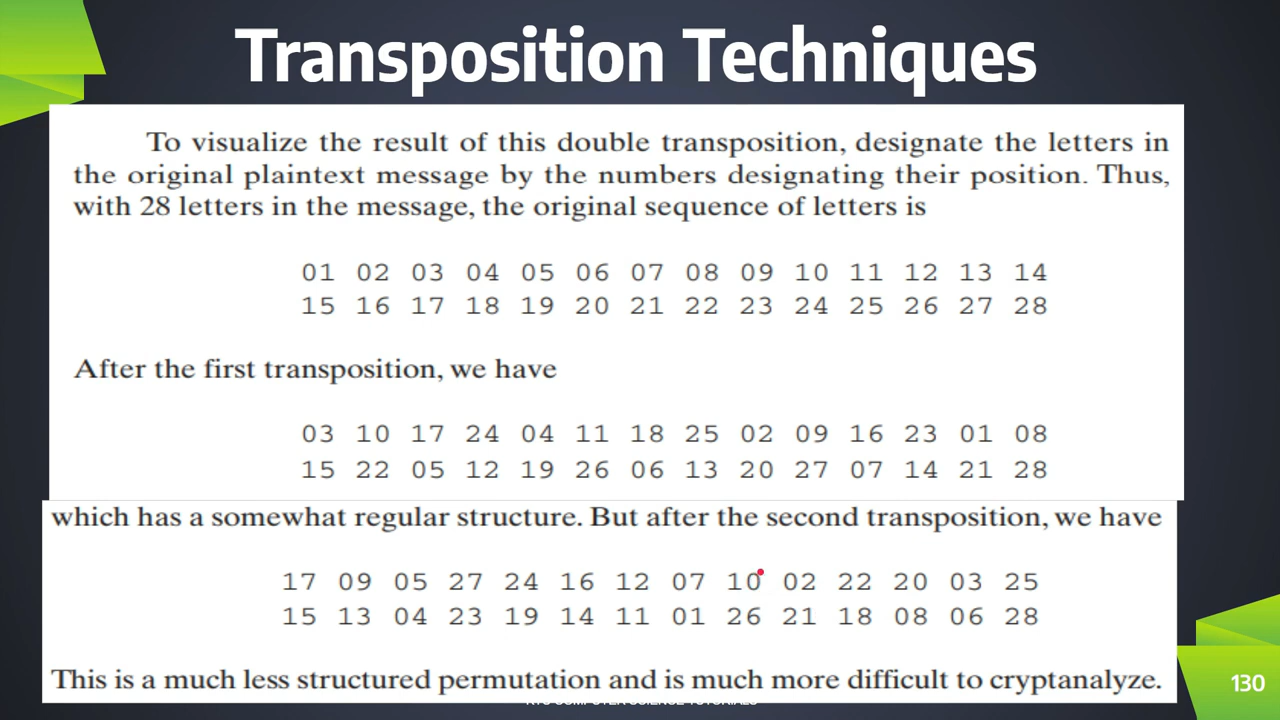 Transposition Techniques
To visualize the result of this double transposition, designate the letters in
the original plaintext message by the numbers designating their position. Thus,
with 28 letters in the message, the original sequence of letters is
01 02 03 04 05 06 07 08 09 10 11 12 13 14
15 16 17 18 19 20 21 22 23 24 25 26 27 28
After the first transposition, we have
03 10 17 24 04 11 18 25 02 09 16 23 01 08
15 22 05 12 19 26 06 13 20 27 07 14 21 28
which has a somewhat regular structure. But after the second transposition, we have
17 09 05 27 24 16 12 07 10 02 22 20 03 25
15 13 04 23 19 14 11 01 26 21 18 08 06 28
This is a much less structured permutation and is much more difficult to cryptanalyze.
130
COMPUTER SCIENCE TUTORIALS